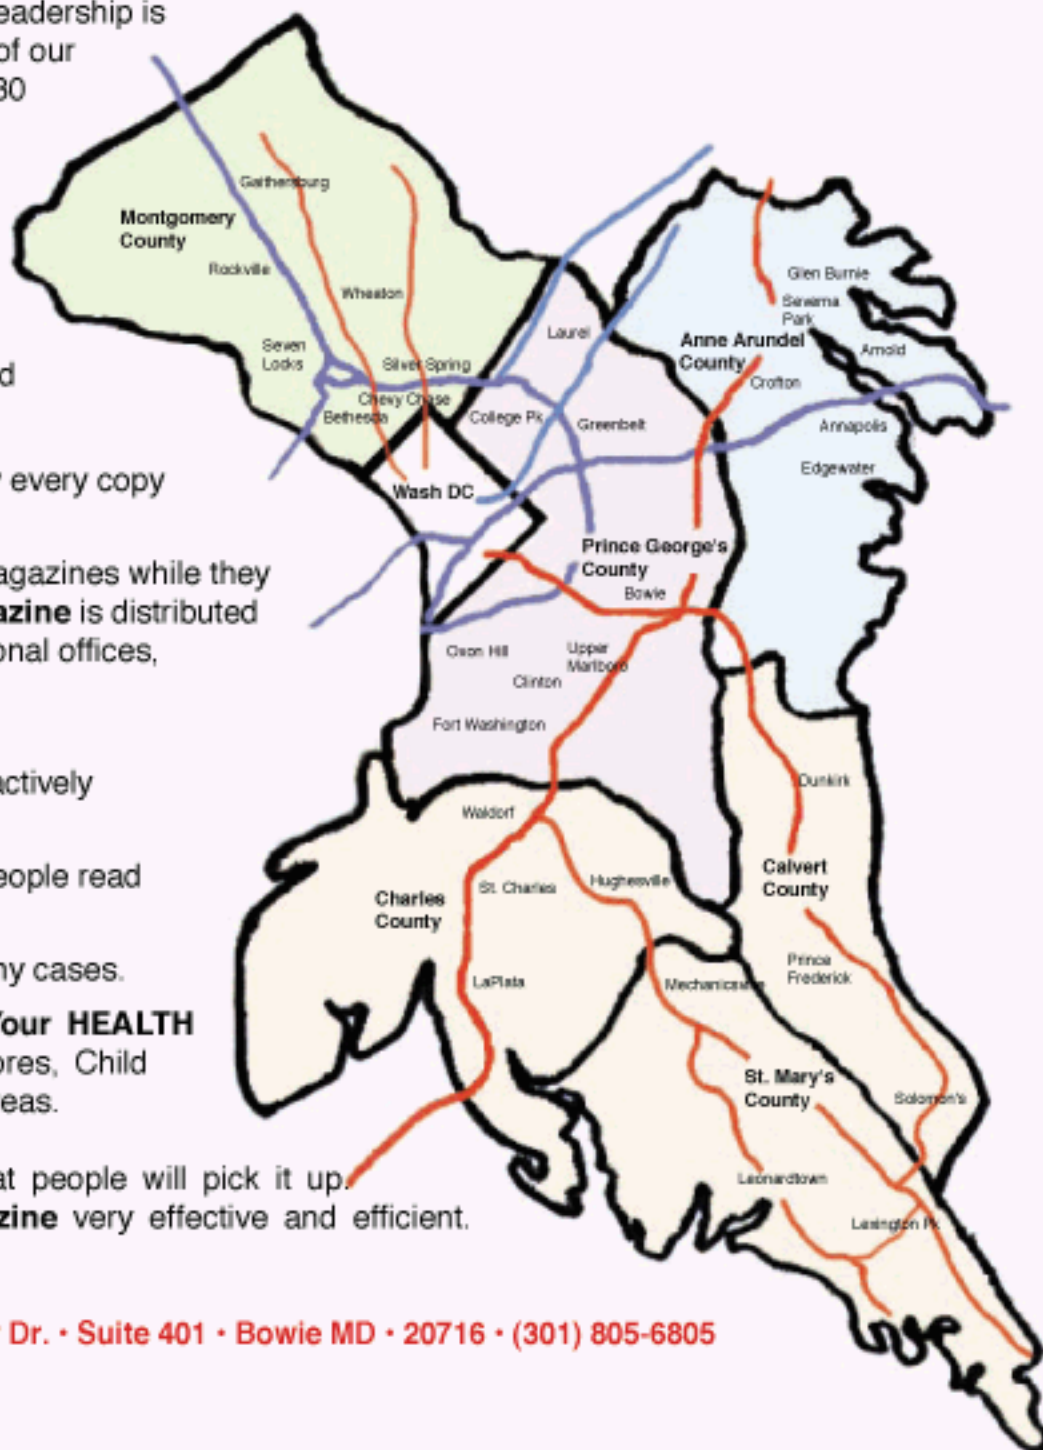 eadership is
of our
30
d
every copy
agazines while they
azine is distributed
onal offices,
actively
eople read
ny cases.
Your HEALTH
ores, Child
eas.
at people will pick it up.
zine very effective and efficient.
Dr. • Suite 401 • Bowie MD • 20716 • (301) 805-6805
Gaithersburg
Montgomery
County
Rockville
Wheaton
Seven
Locks
Silver Spring
Chevy Chase
Bethesda
Wash DC
Laurel
College Pk
Greenbelt
Prince George's
County
Bowie
Oxon Hill
Upper
Marlboro
Clinton
Fort Washington
Glen Burnie
Severna
Park
Anne Arundel
County
Arnold
Crofton
Annapolis
Edgewater
Dunkirk
Calvert
County
Prince
Frederick
Solomon's
Waldorf
St. Charles
Hughesville
Charles
County
LaPlata
Mechanicsville
St. Mary's
County
Leonardtown
Lexington Pk